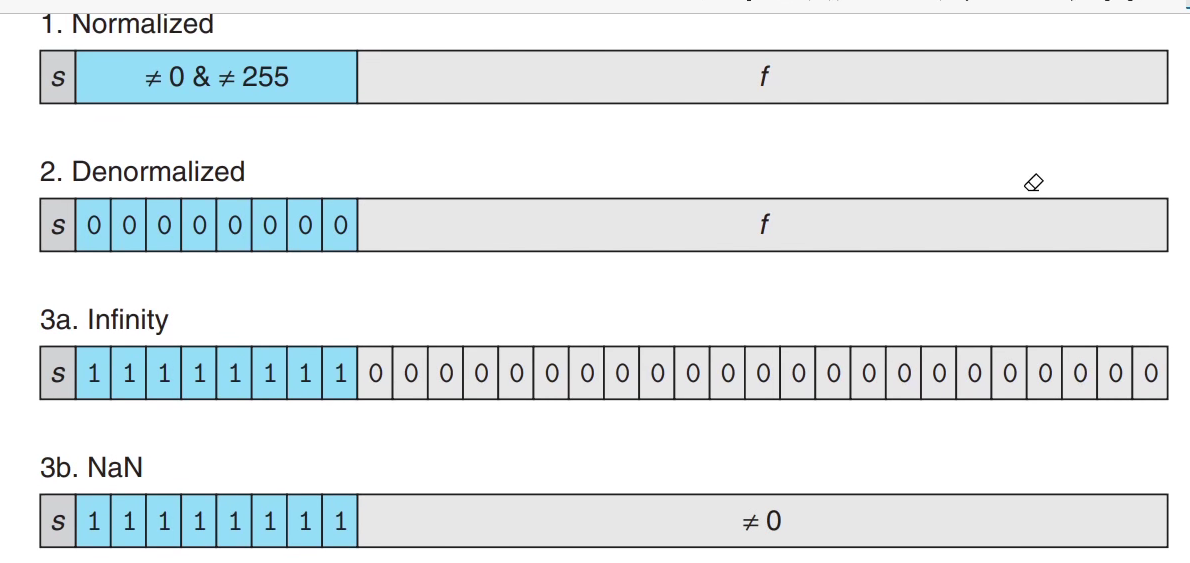 1. Normalized
s ≠ 0 & ≠ 255 f
2. Denormalized
s 0 0 0 0 0 0 0 0 f
3a. Infinity
s 1 1 1 1 1 1 1 1 0 0 0 0 0 0 0 0 0 0 0 0 0 0 0 0 0 0 0 0 0 0 0
3b. NaN
s 1 1 1 1 1 1 1 1 ≠ 0